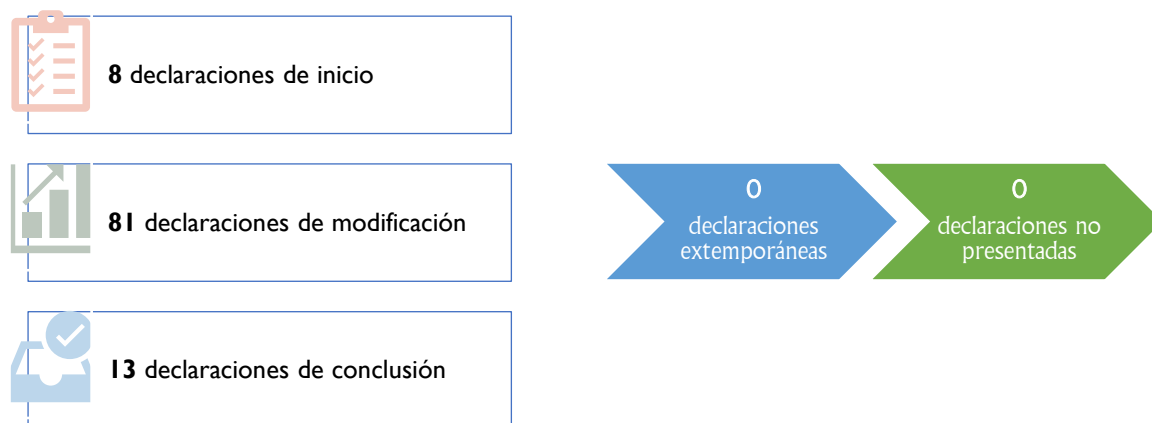 8 declaraciones de inicio
81 declaraciones de modificación
13 declaraciones de conclusión
0
declaraciones
extemporáneas
0
declaraciones no
presentadas